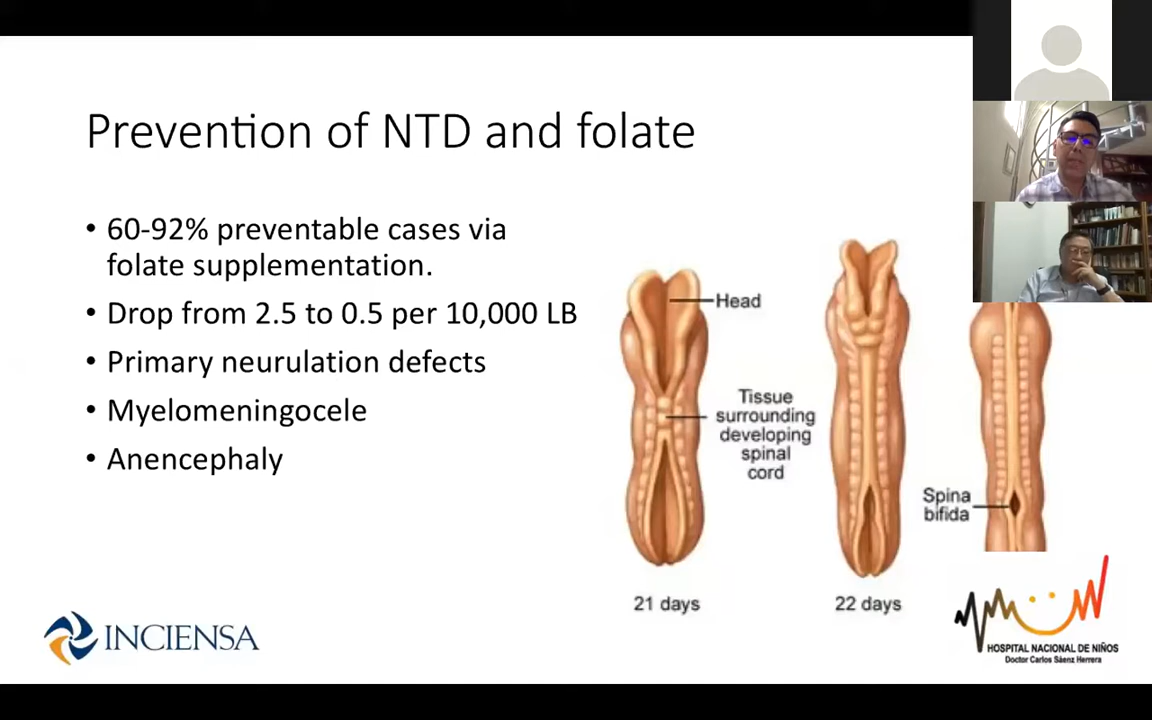 Prevention of NTD and folate
• 60-92% preventable cases via
folate supplementation.
• Drop from 2.5 to 0.5 per 10,000 LB
• Primary neurulation defects
• Myelomeningocele
• Anencephaly
Head
Tissue
surrounding
developing
spinal
cord
Spina
bifida
21 days
22 days
INCIENSA
HOSPITAL NACIONAL DE NIÑOS
Doctor Carlos Sáenz Herrera